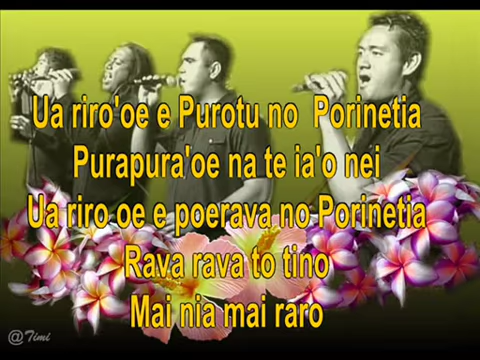 Ua riro'oe e Purotu no Porinetia
Purapura'oe na te ia'o nei
Ua riro oe e poerava no Porinetia
Rava rava to tino
Mai nia mai raro
@Timi